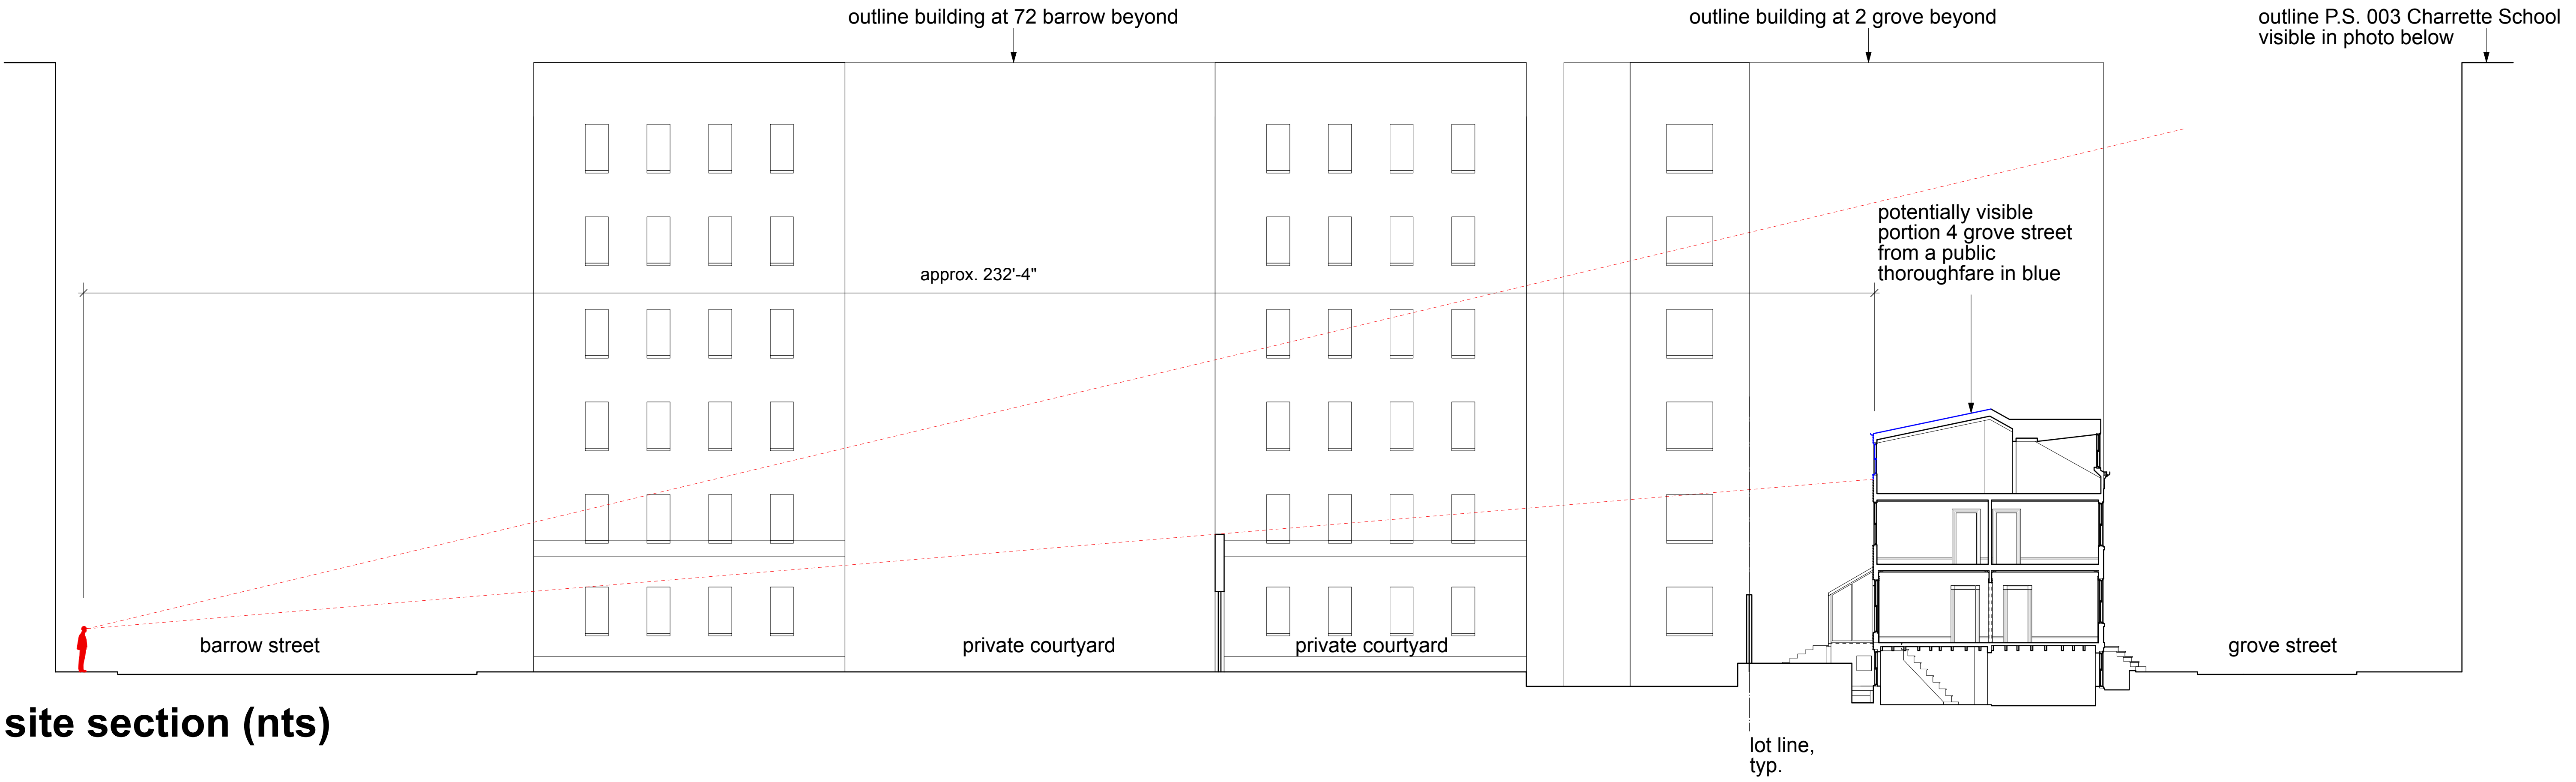 outline building at 72 barrow beyond
outline building at 2 grove beyond
outline P.S. 003 Charrette School
visible in photo below
potentially visible
portion 4 grove street
from a public
thoroughfare in blue
approx. 232'-4"
barrow street
private courtyard
private courtyard
grove street
site section (nts)
lot line,
typ.